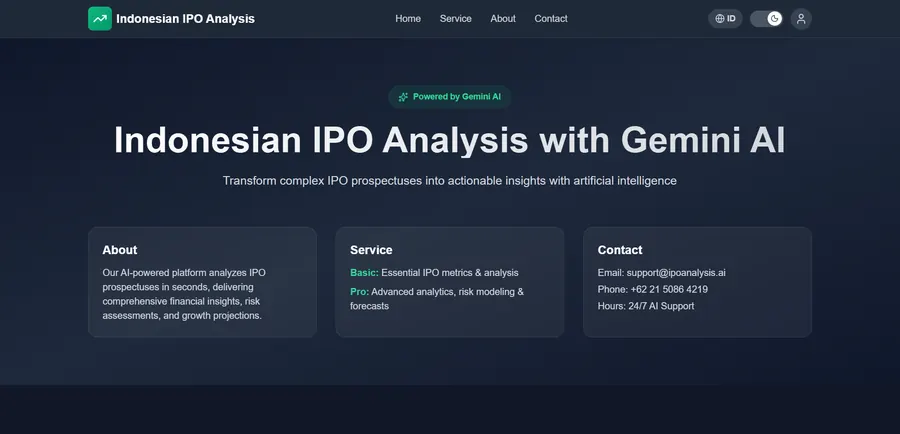 Indonesian IPO Analysis
Home
Service
About
Contact
ID
Powered by Gemini AI
Indonesian IPO Analysis with Gemini AI
Transform complex IPO prospectuses into actionable insights with artificial intelligence
About
Our AI-powered platform analyzes IPO
prospectuses in seconds, delivering
comprehensive financial insights, risk
assessments, and growth projections.
Service
Basic: Essential IPO metrics & analysis
Pro: Advanced analytics, risk modeling &
forecasts
Contact
Email: support@ipoanalysis.ai
Phone: +62 21 5086 4219
Hours: 24/7 AI Support